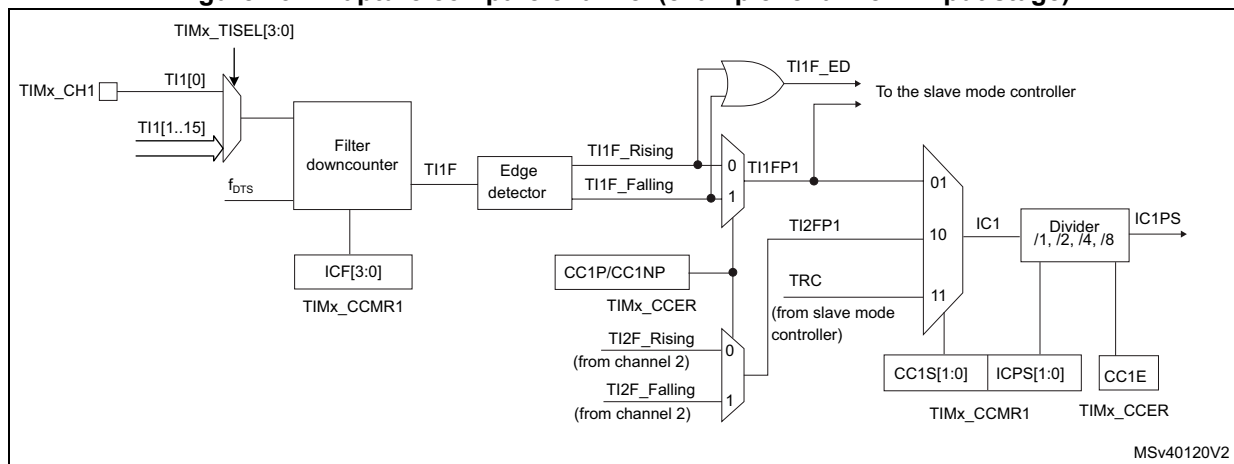 TIMx_TISEL[3:0]
TIMx_CH1
TI1[0]
TI1[1..15]
fDTS
Filter
downcounter
ICF[3:0]
TIMx_CCMR1
TI1F
Edge
detector
TI1F_Rising
TI1F_Falling
TI1F_ED
To the slave mode controller
0
1
TI1FP1
CC1P/CC1NP
TIMx_CCER
TI2F_Rising
(from channel 2)
TI2F_Falling
(from channel 2)
0
1
TI2FP1
TRC
(from slave mode
controller)
01
10
11
IC1
Divider
/1, /2, /4, /8
IC1PS
CC1S[1:0]
ICPS[1:0]
TIMx_CCMR1
CC1E
TIMx_CCER
MSv40120V2